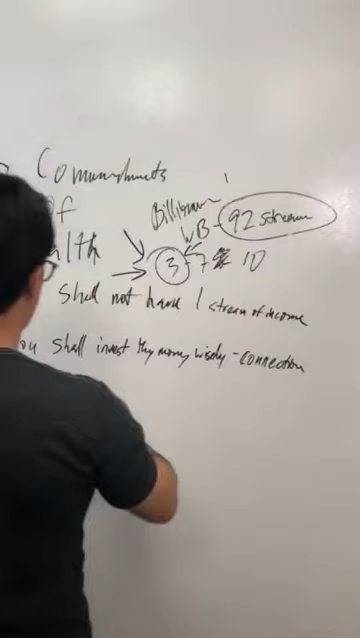 Commandments
of
alth
Billionaire
WB - 92 stream
3 - 7 10
shall not have 1 stream of income
ou shall invest thy money wisely - connection